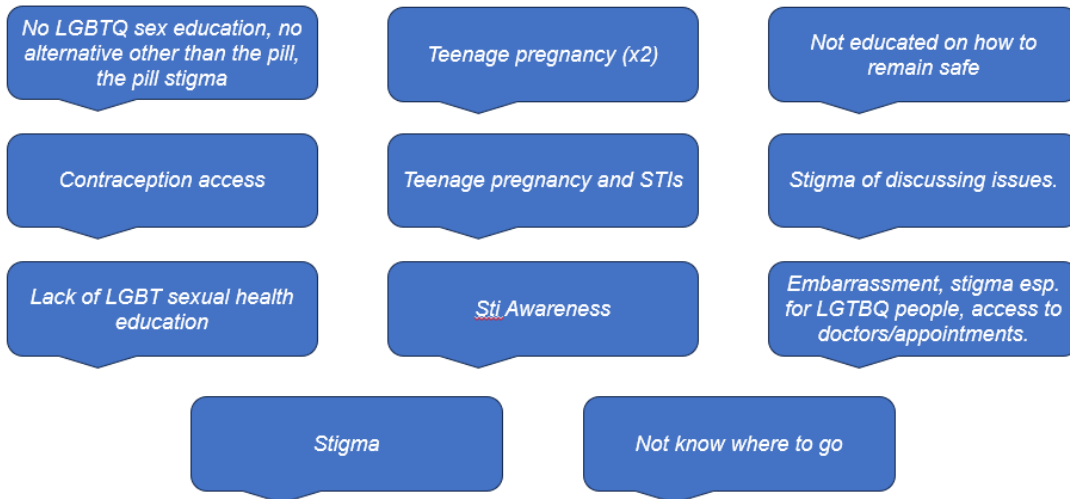 No LGBTQ sex education, no
alternative other than the pill,
the pill stigma
Teenage pregnancy (x2)
Not educated on how to
remain safe
Contraception access
Teenage pregnancy and STIs
Stigma of discussing issues.
Lack of LGBT sexual health
education
Sti Awareness
Embarrassment, stigma esp.
for LGTBQ people, access to
doctors/appointments.
Stigma
Not know where to go